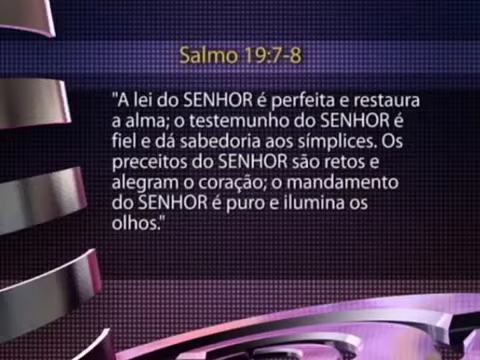 Salmo 19:7-8
"A lei do SENHOR é perfeita e restaura
a alma; o testemunho do SENHOR é
fiel e dá sabedoria aos símplices. Os
preceitos do SENHOR são retos e
alegram o coração; o mandamento
do SENHOR é puro e ilumina os
olhos."